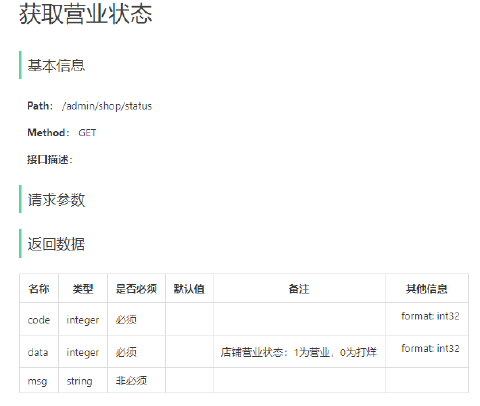 获取营业状态
基本信息
Path: /admin/shop/status
Method: GET
接口描述:
请求参数
返回数据
名称 类型 是否必须 默认值 备注 其他信息
code integer 必须 format: int32
data integer 必须 店铺营业状态：1为营业，0为打烊 format: int32
msg string 非必须